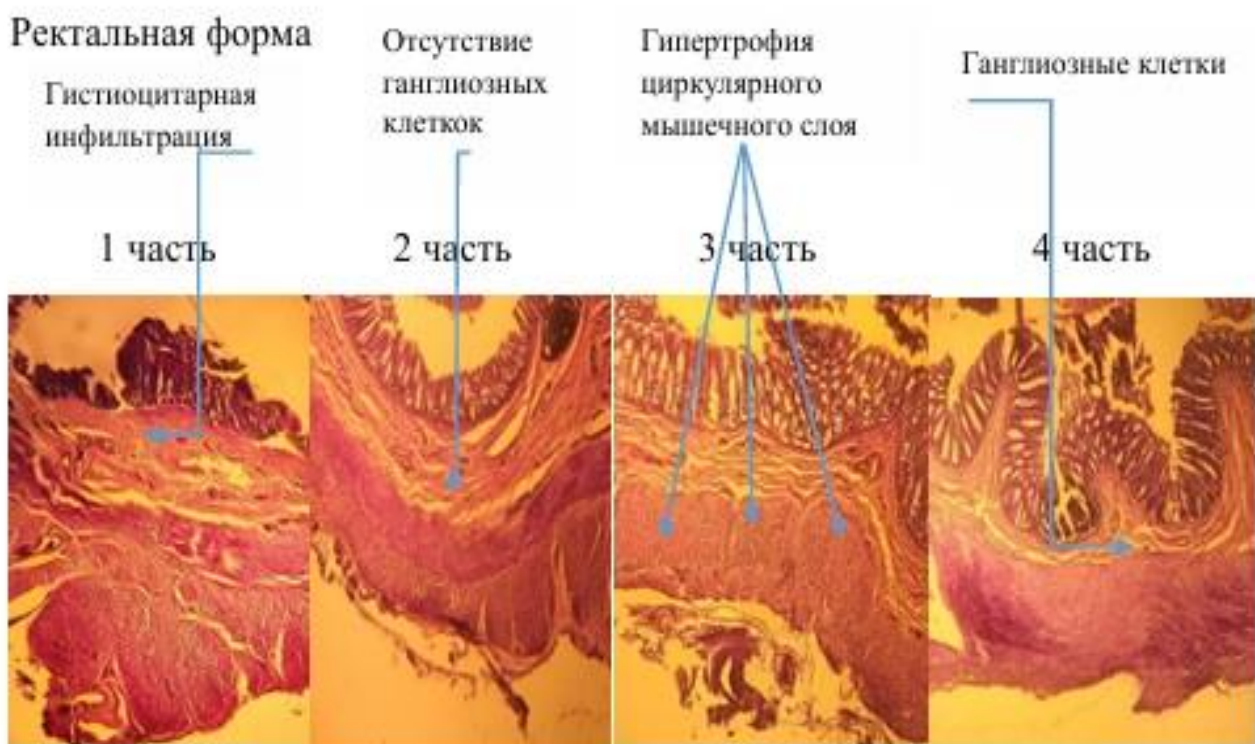 Ректальная форма
Гистиоцитарная
инфильтрация
Отсутствие
ганглиозных
клеткок
Гипертрофия
циркулярного
мышечного слоя
Ганглиозные клетки
1 часть
2 часть
3 часть
4 часть